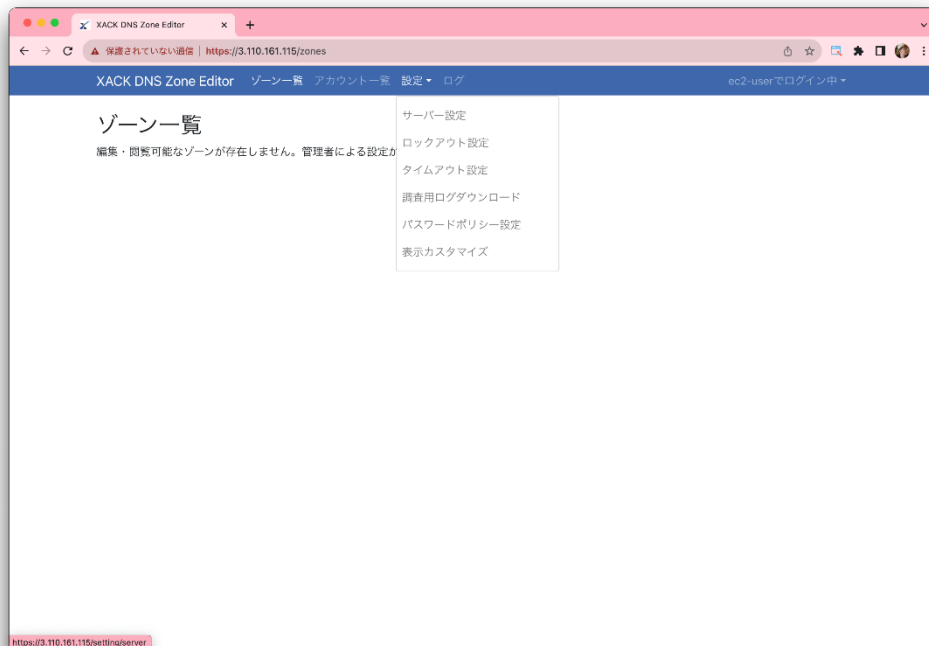 XACK DNS Zone Editor
保護されていない通信 | https://3.110.161.115/zones
XACK DNS Zone Editor ゾーン一覧 アカウント一覧 設定 ログ ec2-userでログイン中
ゾーン一覧
編集・閲覧可能なゾーンが存在しません。管理者による設定が
サーバー設定
ロックアウト設定
タイムアウト設定
調査用ログダウンロード
パスワードポリシー設定
表示カスタマイズ
https://3.110.161.115/setting/server